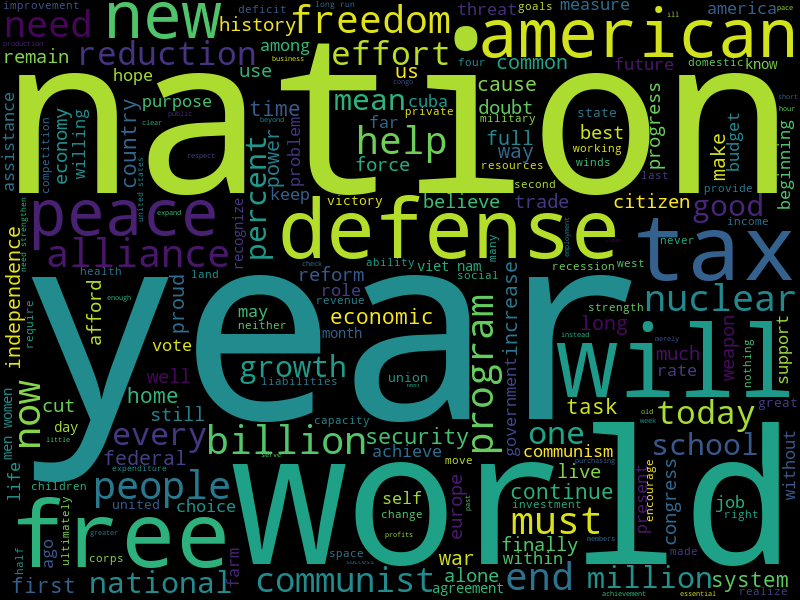 improvement
need
new
deficit
long run
freedom
threat
goals
measure
america
pace
ill
production
history
among
business
american
remain
reduction
effort
common
four
future
domestic
know
nation
hope
use
us
cause
assistance
purpose
time
mean
cuba
private
doubt
state
progress
short
competition
economy
willing
country
clear
public
probleme
power
far
help
military
full
best
working
hour
make
budget
beginning
force
way
resources
winds
congo
respect
beyond
percent
keep
victory
believe
second
trade
last
provide
citizen
good
income
peace
defense
tax
alliance
united states
recognize
expand
need strengthen
independence
reform
ability
viet nam
many
social
check
recession
west
employment
never
health
land
role
revenue
year
will
nuclear
strength
require
afford
enough
proud
may
neither
economic
month
program
government
increase
long
weapon
support
instead
merely
vote
growth
liabilities
union
much
rate
nothing
well
home
capacity
now
cut
still
day
little
life
men women
every
billion
security
one
task
today
old
week
great
school
federal
achieve
communism
move
serve
world
children
people
expenditure
self
change
profits
live
continue
europe
past
investment
purchasing
present
encourage
congress
job
right
without
free
united
choice
must
greater
ultimately
ago
half
corps
farm
space
success
war
finally
within
members
made
first
national
communist
alone
agreement
end
million
system
achievement
essential
realize